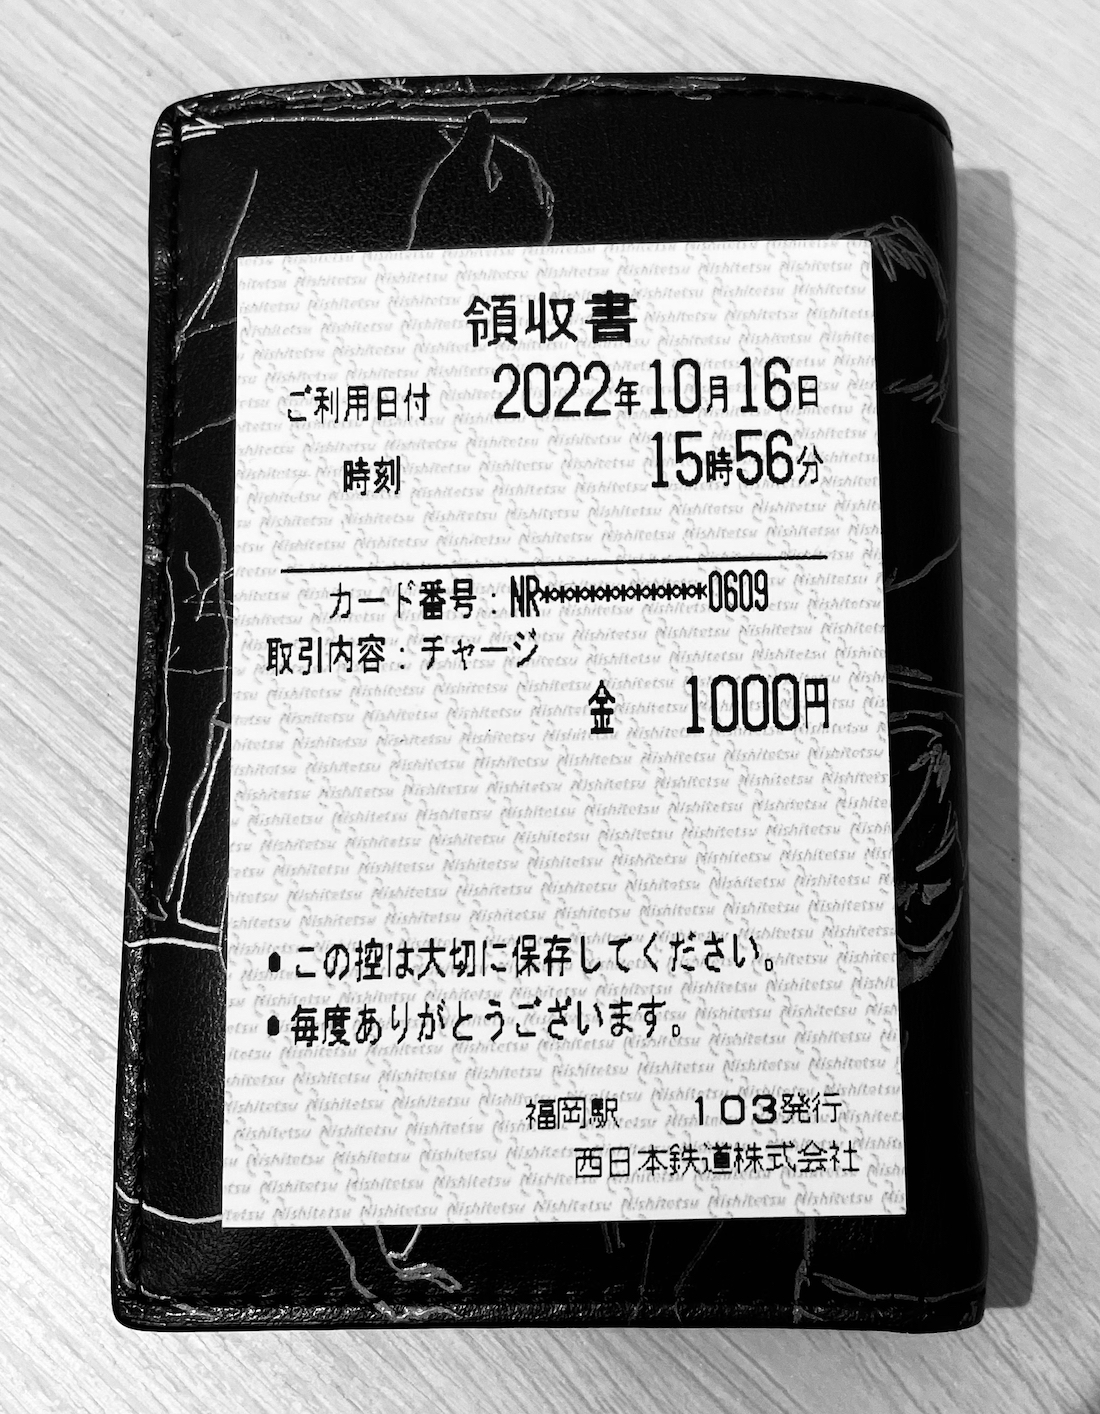 領収書
ご利用日付 2022年10月16日
時刻 15時56分
カード番号：NR************0609
取引内容：チャージ
金 1000円
●この控は大切に保存してください。
●毎度ありがとうございます。
福岡駅 103発行
西日本鉄道株式会社
Nishitetsu